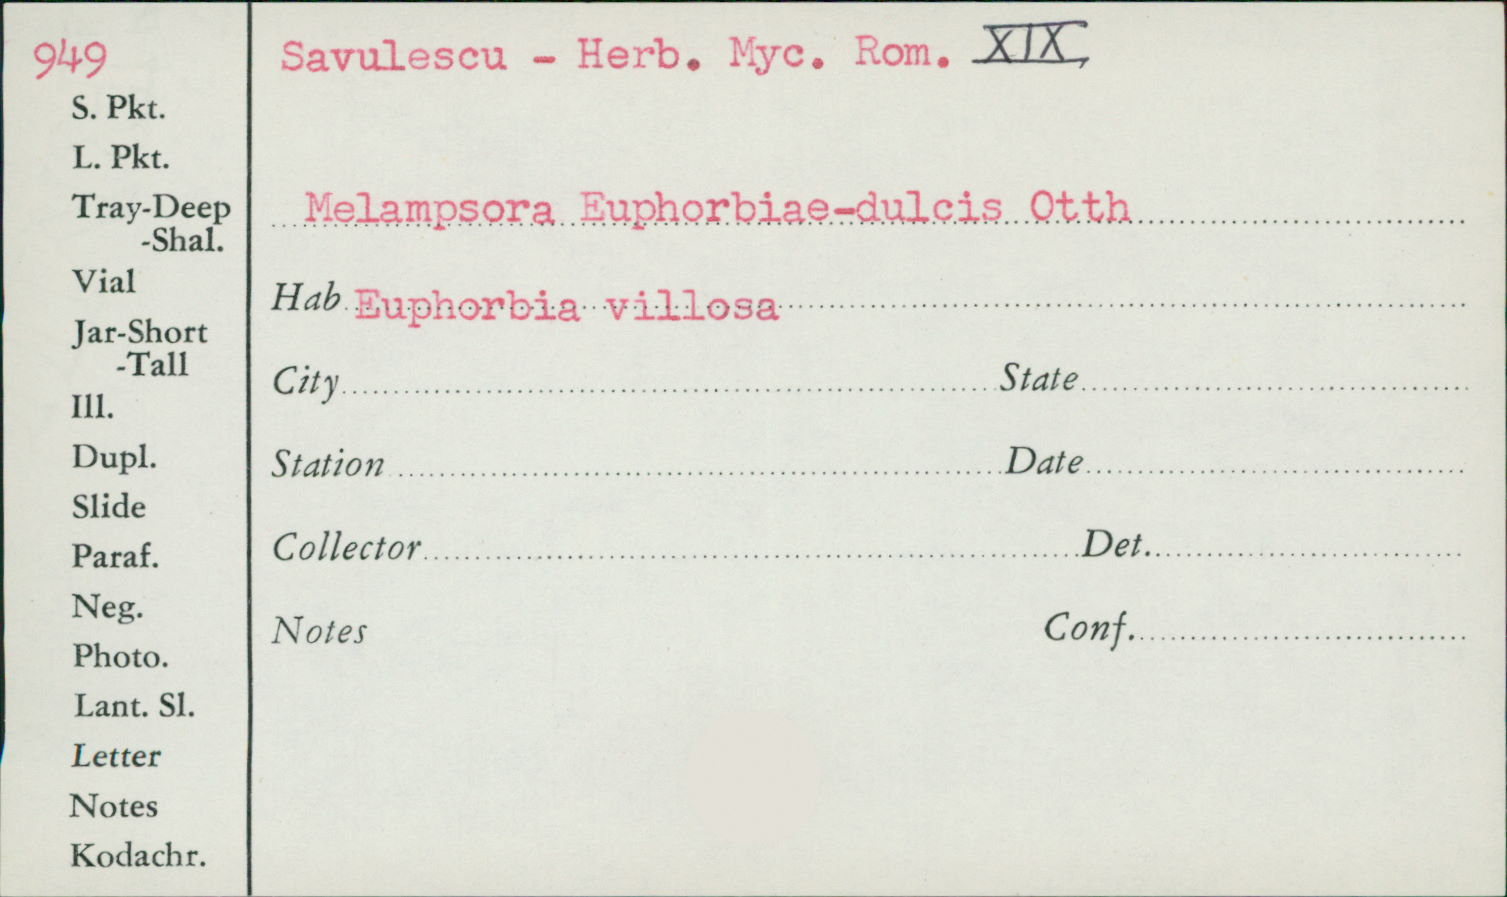 949
Savulescu - Herb. Myc. Rom. XIX,
S. Pkt.
L. Pkt.
Tray-Deep
-Shal.
Vial
Jar-Short
-Tall
Ill.
Dupl.
Slide
Paraf.
Neg.
Photo.
Lant. Sl.
Letter
Notes
Kodachr.
Melampsora Euphorbiae-dulcis Otth
Hab Euphorbia villosa
City State
Station Date
Collector Det.
Notes Conf.